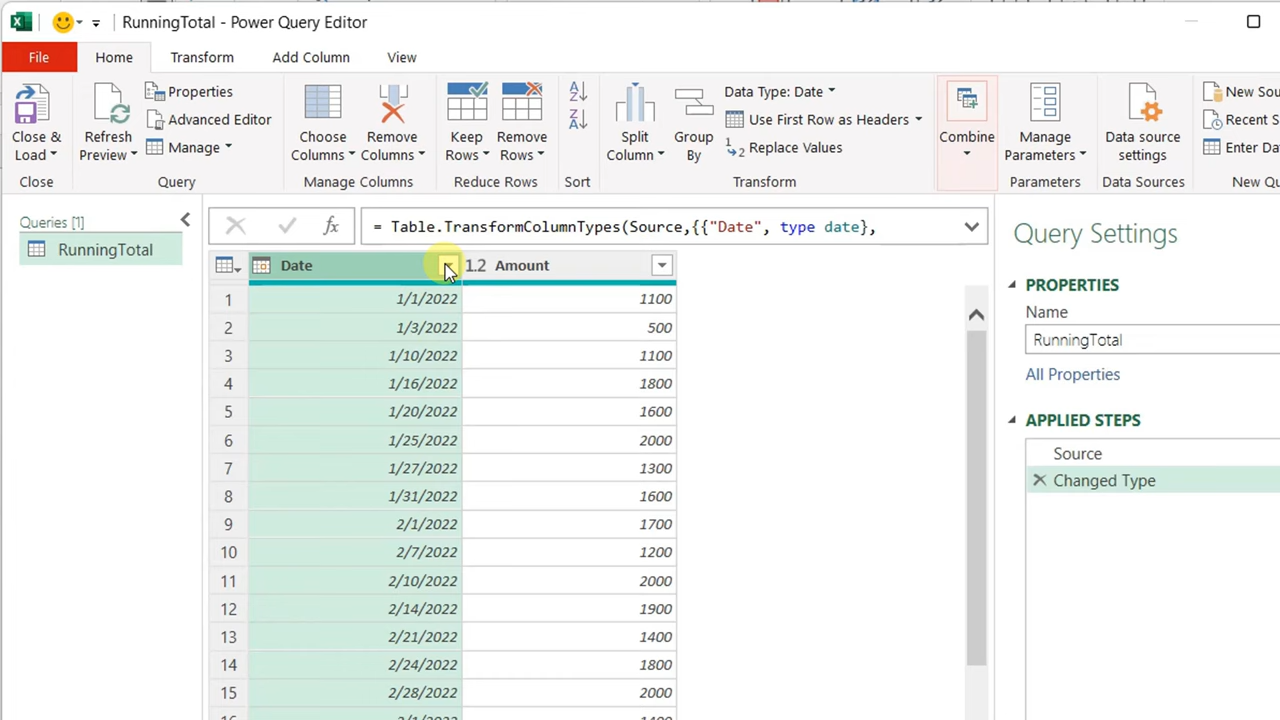 RunningTotal - Power Query Editor
File Home Transform Add Column View
Close & Load
Refresh Preview
Properties
Advanced Editor
Manage
Choose Columns
Remove Columns
Keep Rows
Remove Rows
Split Column
Group By
Data Type: Date
Use First Row as Headers
1 2 Replace Values
Combine
Manage Parameters
Data source settings
New Sou
Recent S
Enter Da
Close Query Manage Columns Reduce Rows Sort Transform Parameters Data Sources New Qu
Queries [1]
RunningTotal
fx = Table.TransformColumnTypes(Source,{{"Date", type date},
Date 1.2 Amount
1 1/1/2022 1100
2 1/3/2022 500
3 1/10/2022 1100
4 1/16/2022 1800
5 1/20/2022 1600
6 1/25/2022 2000
7 1/27/2022 1300
8 1/31/2022 1600
9 2/1/2022 1700
10 2/7/2022 1200
11 2/10/2022 2000
12 2/14/2022 1900
13 2/21/2022 1400
14 2/24/2022 1800
15 2/28/2022 2000
Query Settings
PROPERTIES
Name
RunningTotal
All Properties
APPLIED STEPS
Source
Changed Type